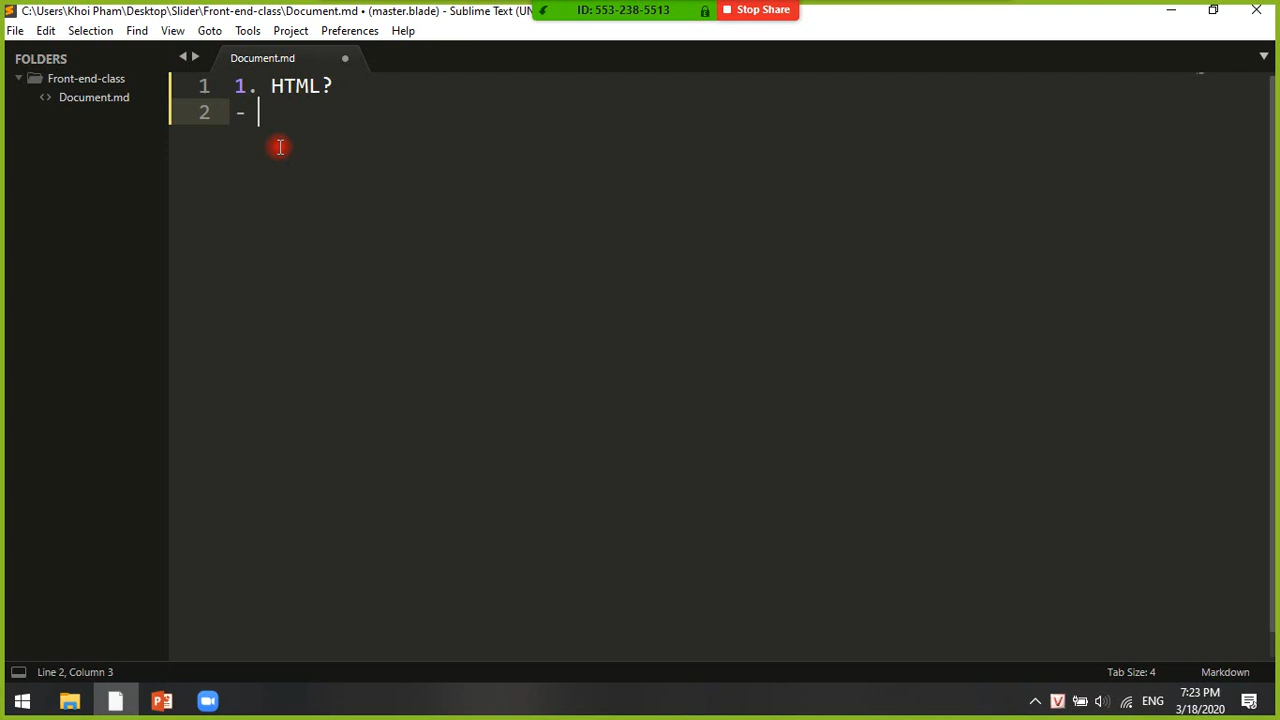 C:\Users\Khoi Pham\Desktop\Slider\Front-end-class\Document.md • (master.blade) - Sublime Text (UN
ID: 553-238-5513
Stop Share
File Edit Selection Find View Goto Tools Project Preferences Help
FOLDERS
Front-end-class
Document.md
Document.md
1 1. HTML?
2 -
Line 2, Column 3
Tab Size: 4
Markdown
ENG
7:23 PM
3/18/2020